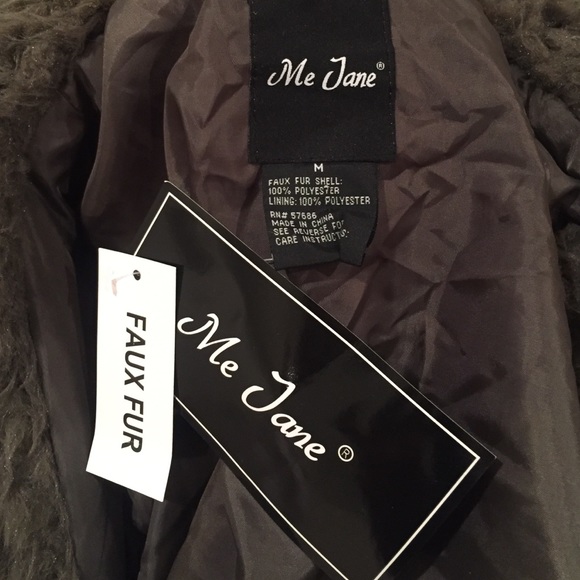 Me Jane®
M
FAUX FUR SHELL:
100% POLYESTER
LINING: 100% POLYESTER
RN# 57686
MADE IN CHINA
SEE REVERSE FOR
CARE INSTRUCT
FAUX FUR
Me Jane®